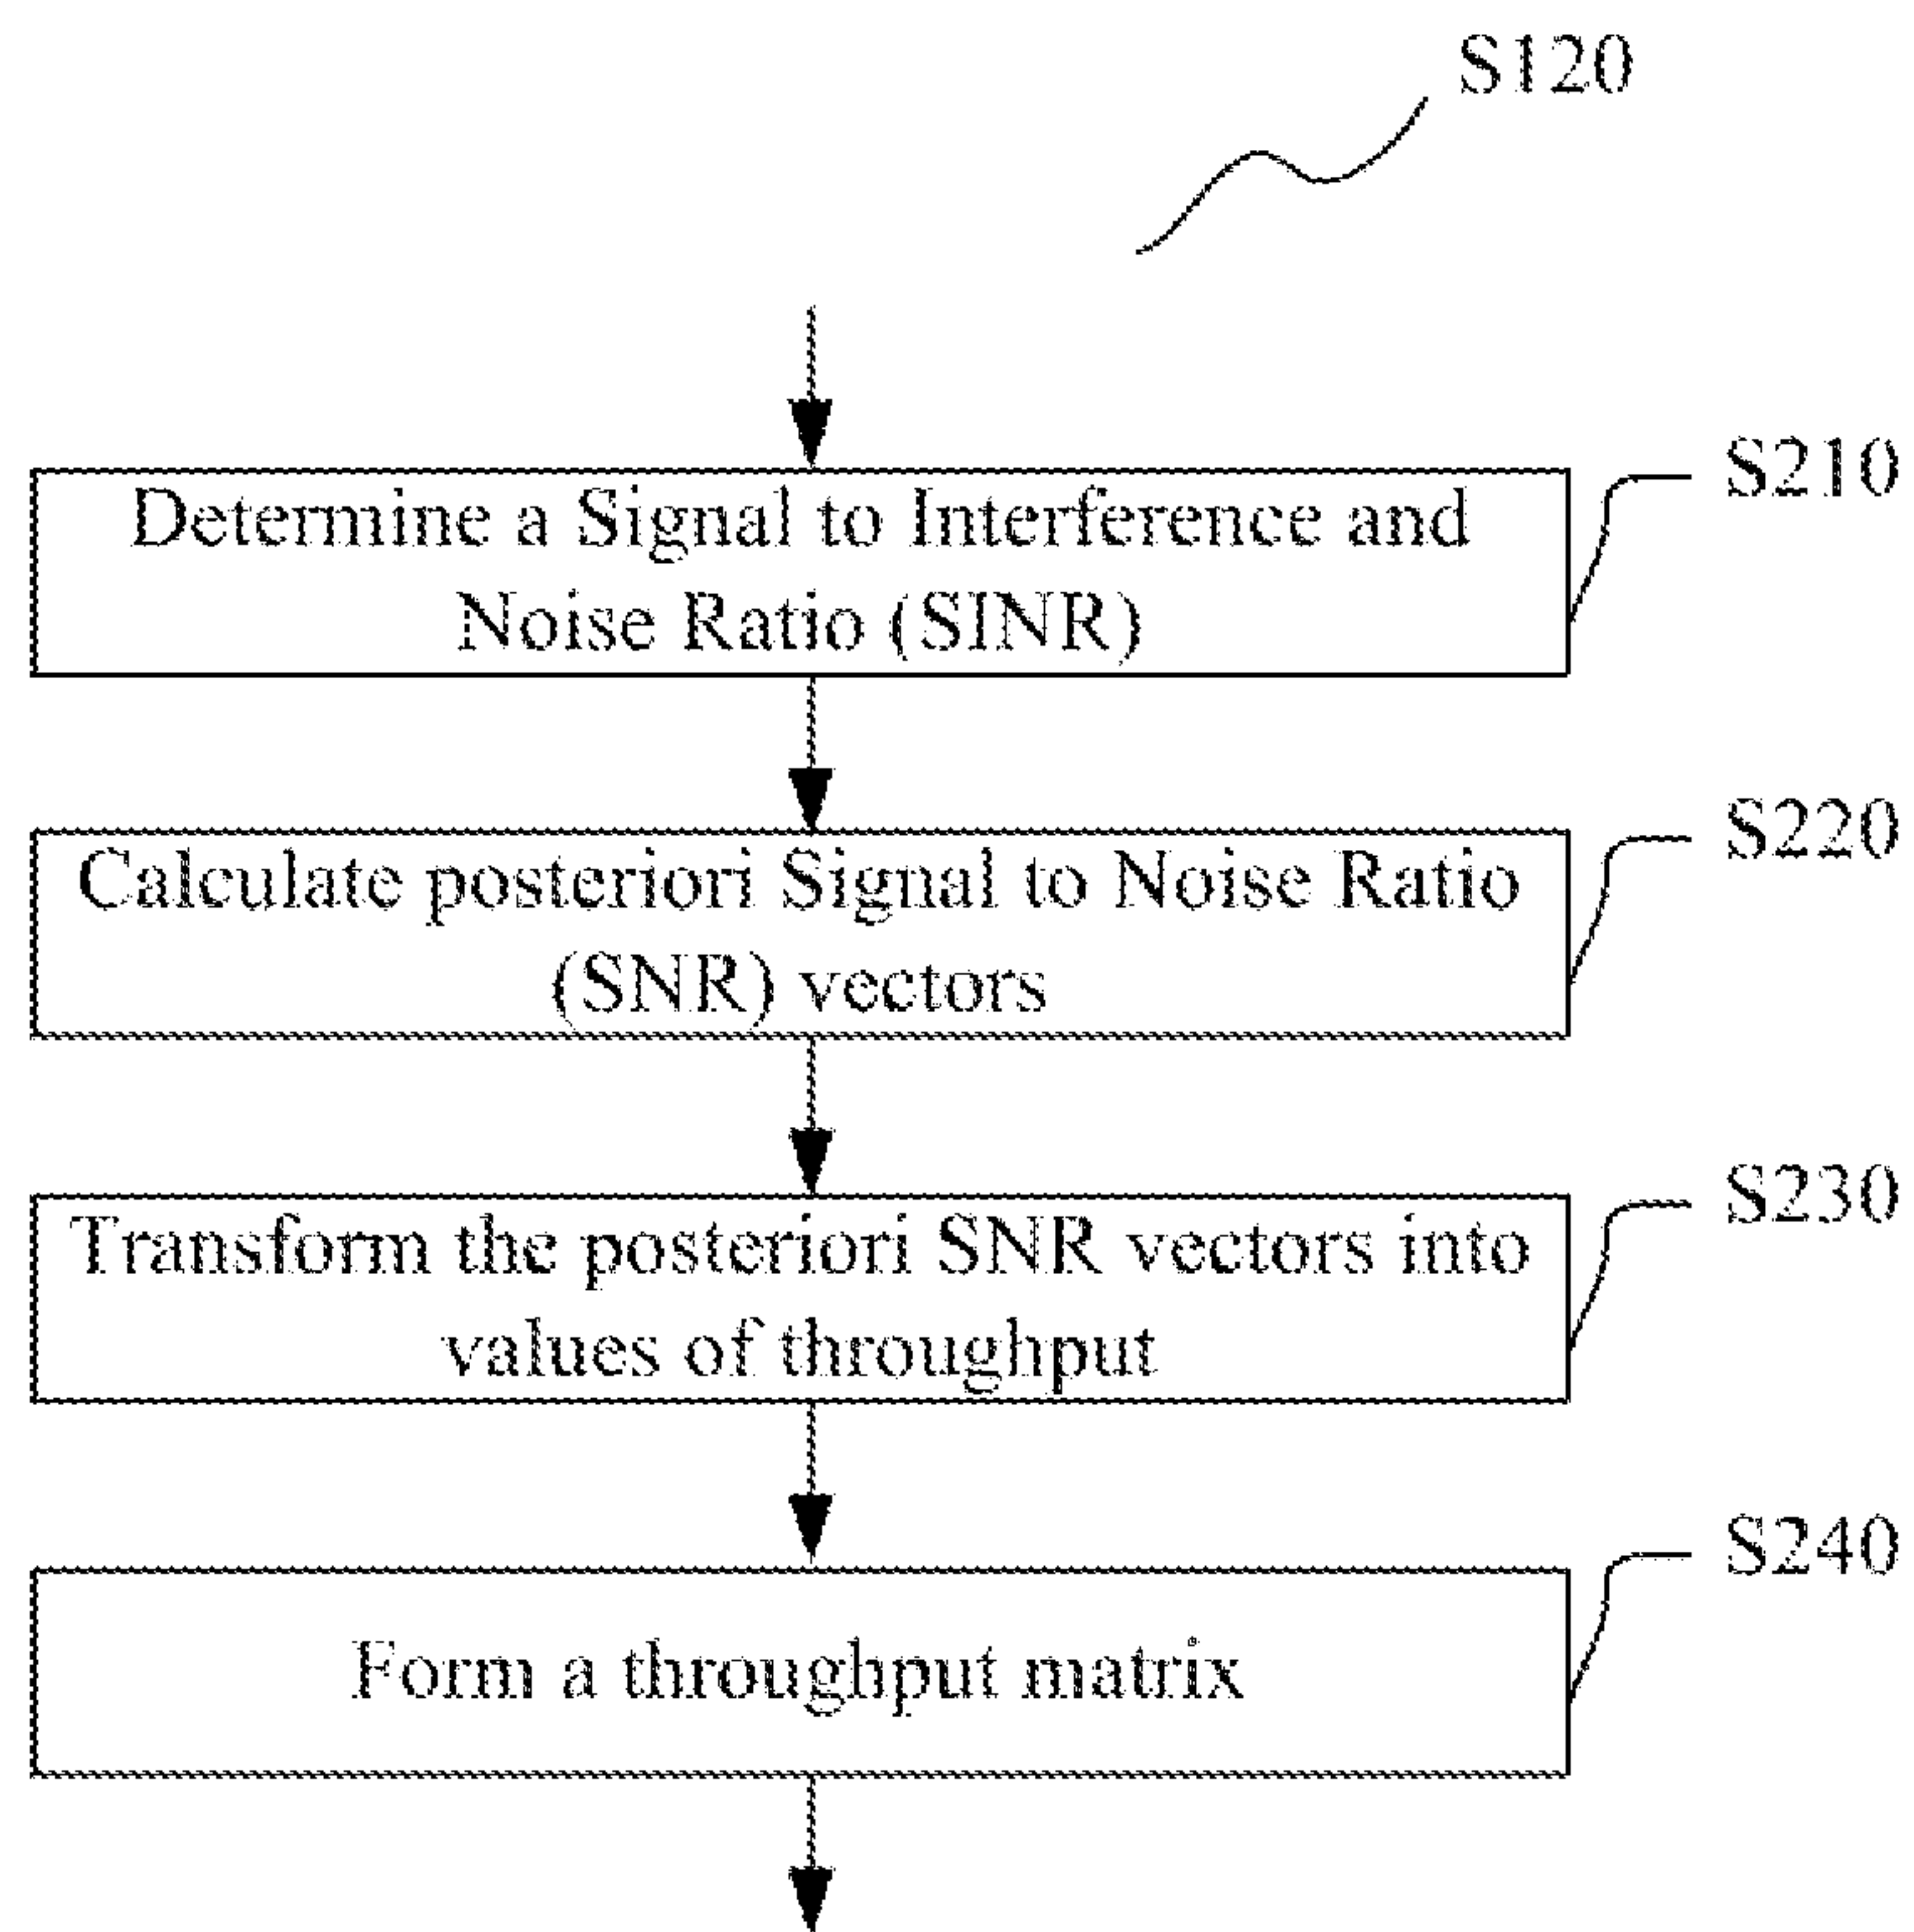 S120
S210
Determine a Signal to Interference and
Noise Ratio (SINR)
S220
Calculate posteriori Signal to Noise Ratio
(SNR) vectors
S230
Transform the posteriori SNR vectors into
values of throughput
S240
Form a throughput matrix